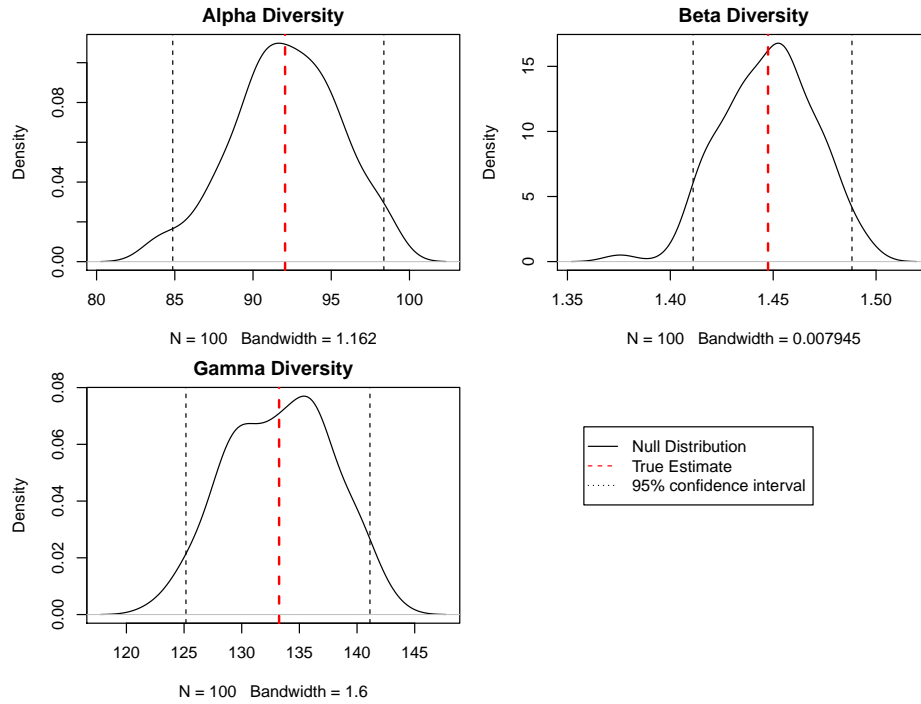 Alpha Diversity
Density
0.00
0.04
0.08
80 85 90 95 100
N = 100 Bandwidth = 1.162
Beta Diversity
Density
0
5
10
15
1.35 1.40 1.45 1.50
N = 100 Bandwidth = 0.007945
Gamma Diversity
Density
0.00
0.02
0.04
0.06
0.08
120 125 130 135 140 145
N = 100 Bandwidth = 1.6
Null Distribution
True Estimate
95% confidence interval